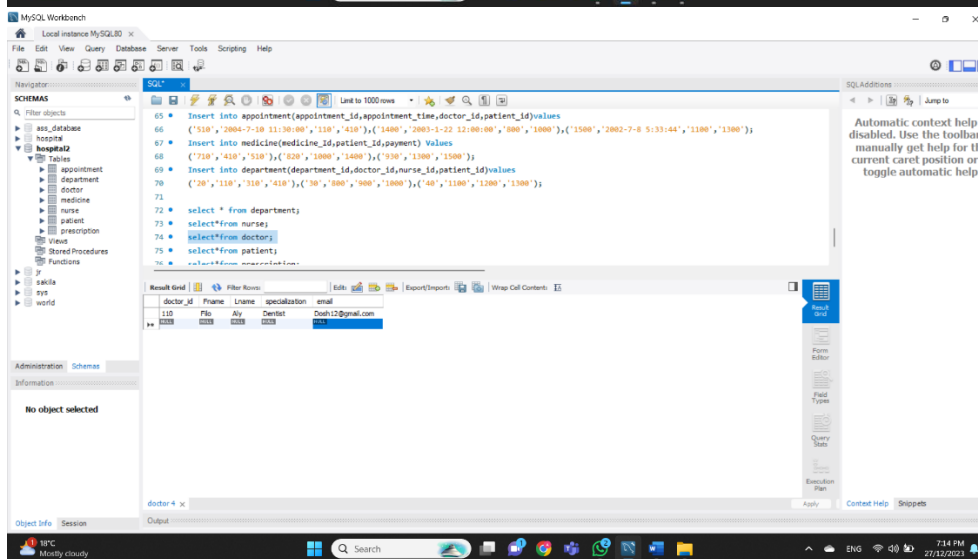 MySQL Workbench
Local instance MySQL80 ×
File Edit View Query Database Server Tools Scripting Help
Navigator
SCHEMAS
Filter objects
ass_database
hospital
hospital2
Tables
appointment
department
doctor
medicine
nurse
patient
prescription
Views
Stored Procedures
Functions
jr
sakila
sys
world
Administration Schemas
Information
No object selected
Object Info Session
SQL* ×
Limit to 1000 rows
65 Insert into appointment(appointment_id,appointment_time,doctor_id,patient_id)values
66 ('510','2004-7-10 11:30:00','110','410'),('1400','2003-1-22 12:00:00','800','1000'),('1500','2002-7-8 5:33:44','1100','1300');
67 Insert into medicine(medicine_Id,patient_Id,payment) Values
68 ('710','410','510'),('820','1000','1400'),('930','1300','1500');
69 Insert into department(department_id,doctor_id,nurse_id,patient_id)values
70 ('20','110','310','410'),('30','800','900','1000'),('40','1100','1200','1300');
71
72 select * from department;
73 select*from nurse;
74 select*from doctor;
75 select*from patient;
76 select*from prescription;
Result Grid Filter Rows: Edit: Export/Import: Wrap Cell Content:
doctor_id Fname Lname specialization email
110 Filo Aly Dentist Dosh12@gmail.com
NULL NULL NULL NULL NULL
Result Grid
Form Editor
Field Types
Query Stats
Execution Plan
doctor 4 ×
Apply
Output
SQL Additions
Jump to
Automatic context help
disabled. Use the toolbar
manually get help for th
current caret position or
toggle automatic help
Context Help Snippets
1
18°C
Mostly cloudy
Search
ENG
7:14 PM
27/12/2023